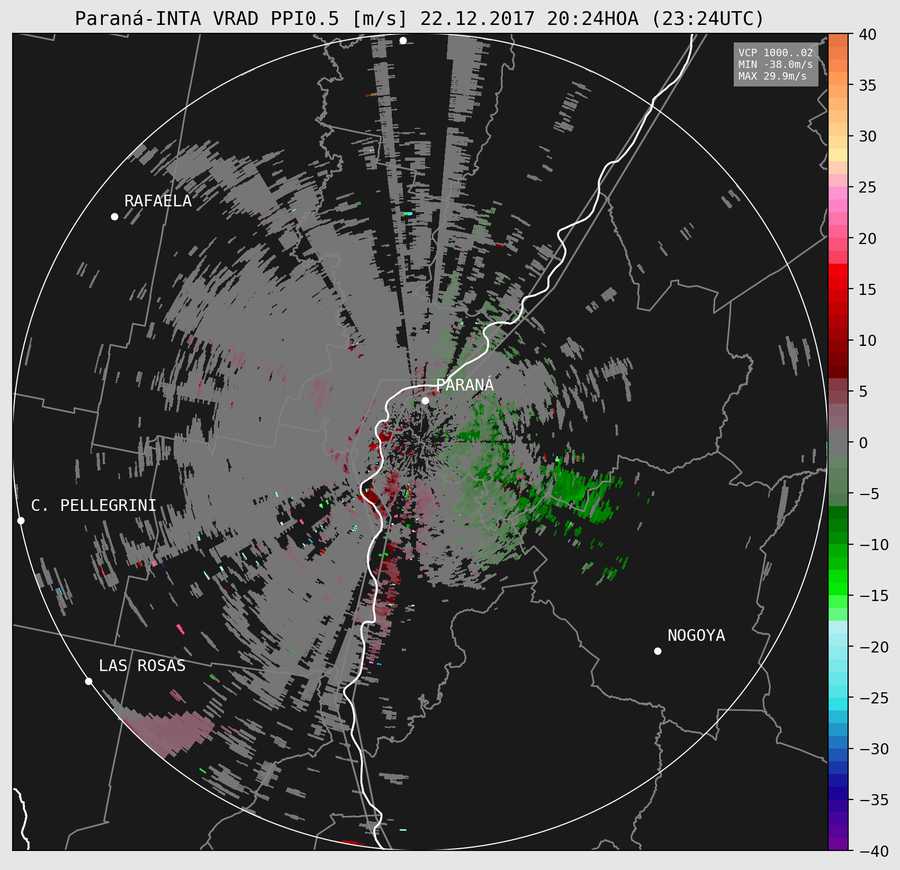 Paraná-INTA VRAD PPI0.5 [m/s] 22.12.2017 20:24HOA (23:24UTC)
VCP 1000..02
MIN -38.0m/s
MAX 29.9m/s
RAFAELA
PARANÁ
C. PELLEGRINI
NOGOYA
LAS ROSAS
40
35
30
25
20
15
10
5
0
−5
−10
−15
−20
−25
−30
−35
−40